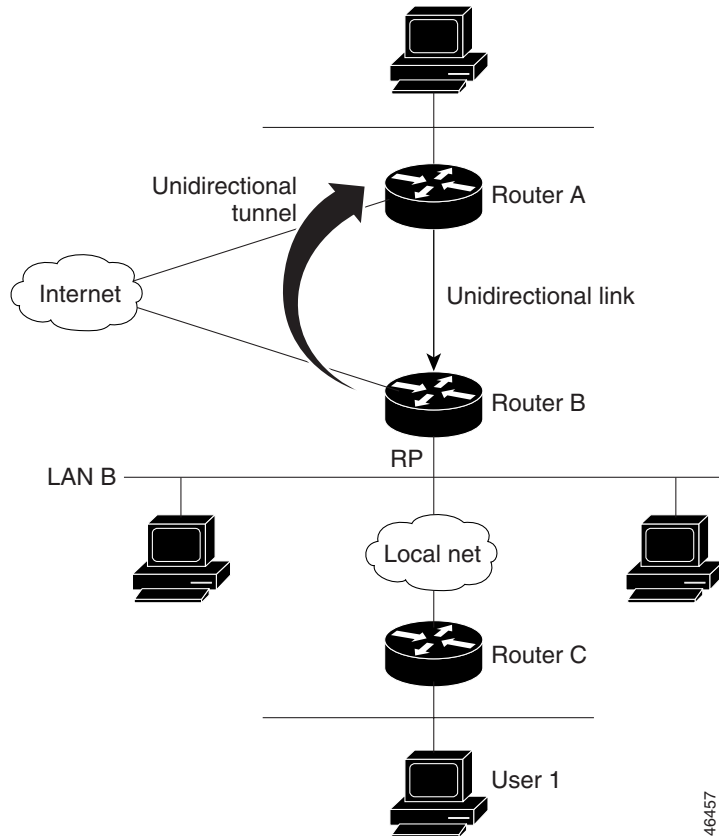 Unidirectional
tunnel
Router A
Internet
Unidirectional link
Router B
RP
LAN B
Local net
Router C
User 1
46457